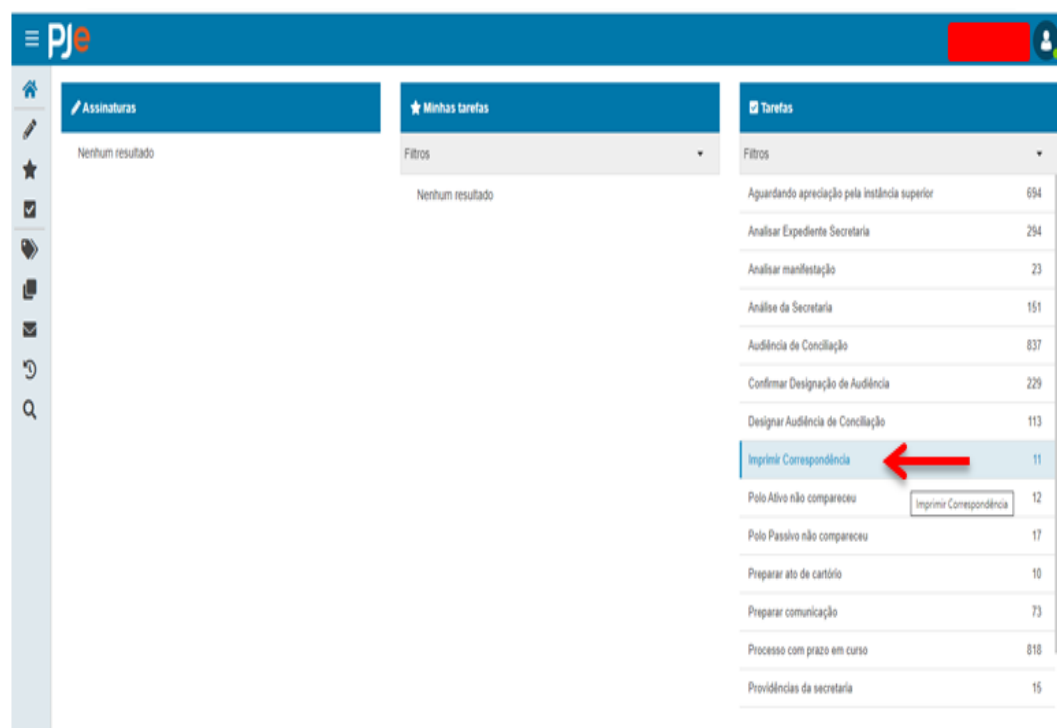 PJe
Assinaturas
Nenhum resultado
Minhas tarefas
Filtros
Nenhum resultado
Tarefas
Filtros
Aguardando apreciação pela instância superior 694
Analisar Expediente Secretaria 294
Analisar manifestação 23
Análise da Secretaria 151
Audiência de Conciliação 837
Confirmar Designação de Audiência 229
Designar Audiência de Conciliação 113
Imprimir Correspondência 11
Polo Ativo não compareceu 12
Imprimir Correspondência
Polo Passivo não compareceu 17
Preparar ato de cartório 10
Preparar comunicação 73
Processo com prazo em curso 818
Providências da secretaria 15